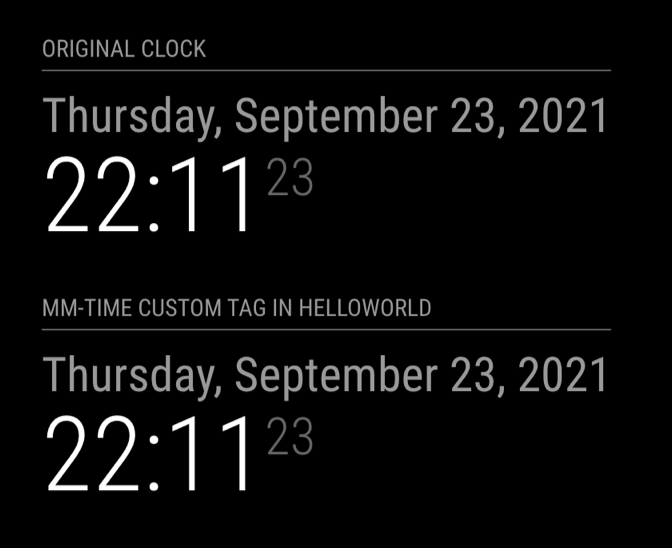 ORIGINAL CLOCK
Thursday, September 23, 2021
22:11 23
MM-TIME CUSTOM TAG IN HELLOWORLD
Thursday, September 23, 2021
22:11 23